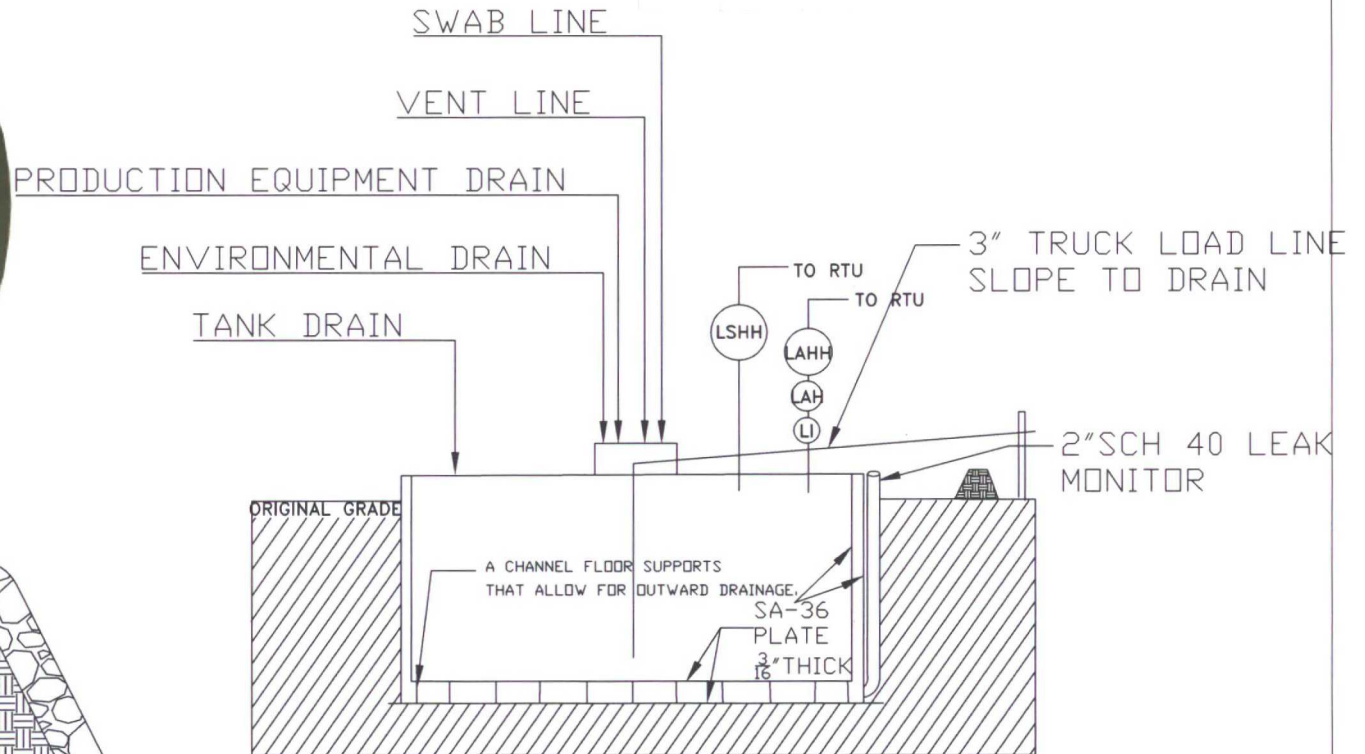 SWAB LINE
VENT LINE
PRODUCTION EQUIPMENT DRAIN
ENVIRONMENTAL DRAIN
TANK DRAIN
TO RTU
TO RTU
3" TRUCK LOAD LINE
SLOPE TO DRAIN
LSHH
LAHH
LAH
LI
2"SCH 40 LEAK
MONITOR
ORIGINAL GRADE
A CHANNEL FLOOR SUPPORTS
THAT ALLOW FOR OUTWARD DRAINAGE.
SA-36
PLATE
3/16"THICK